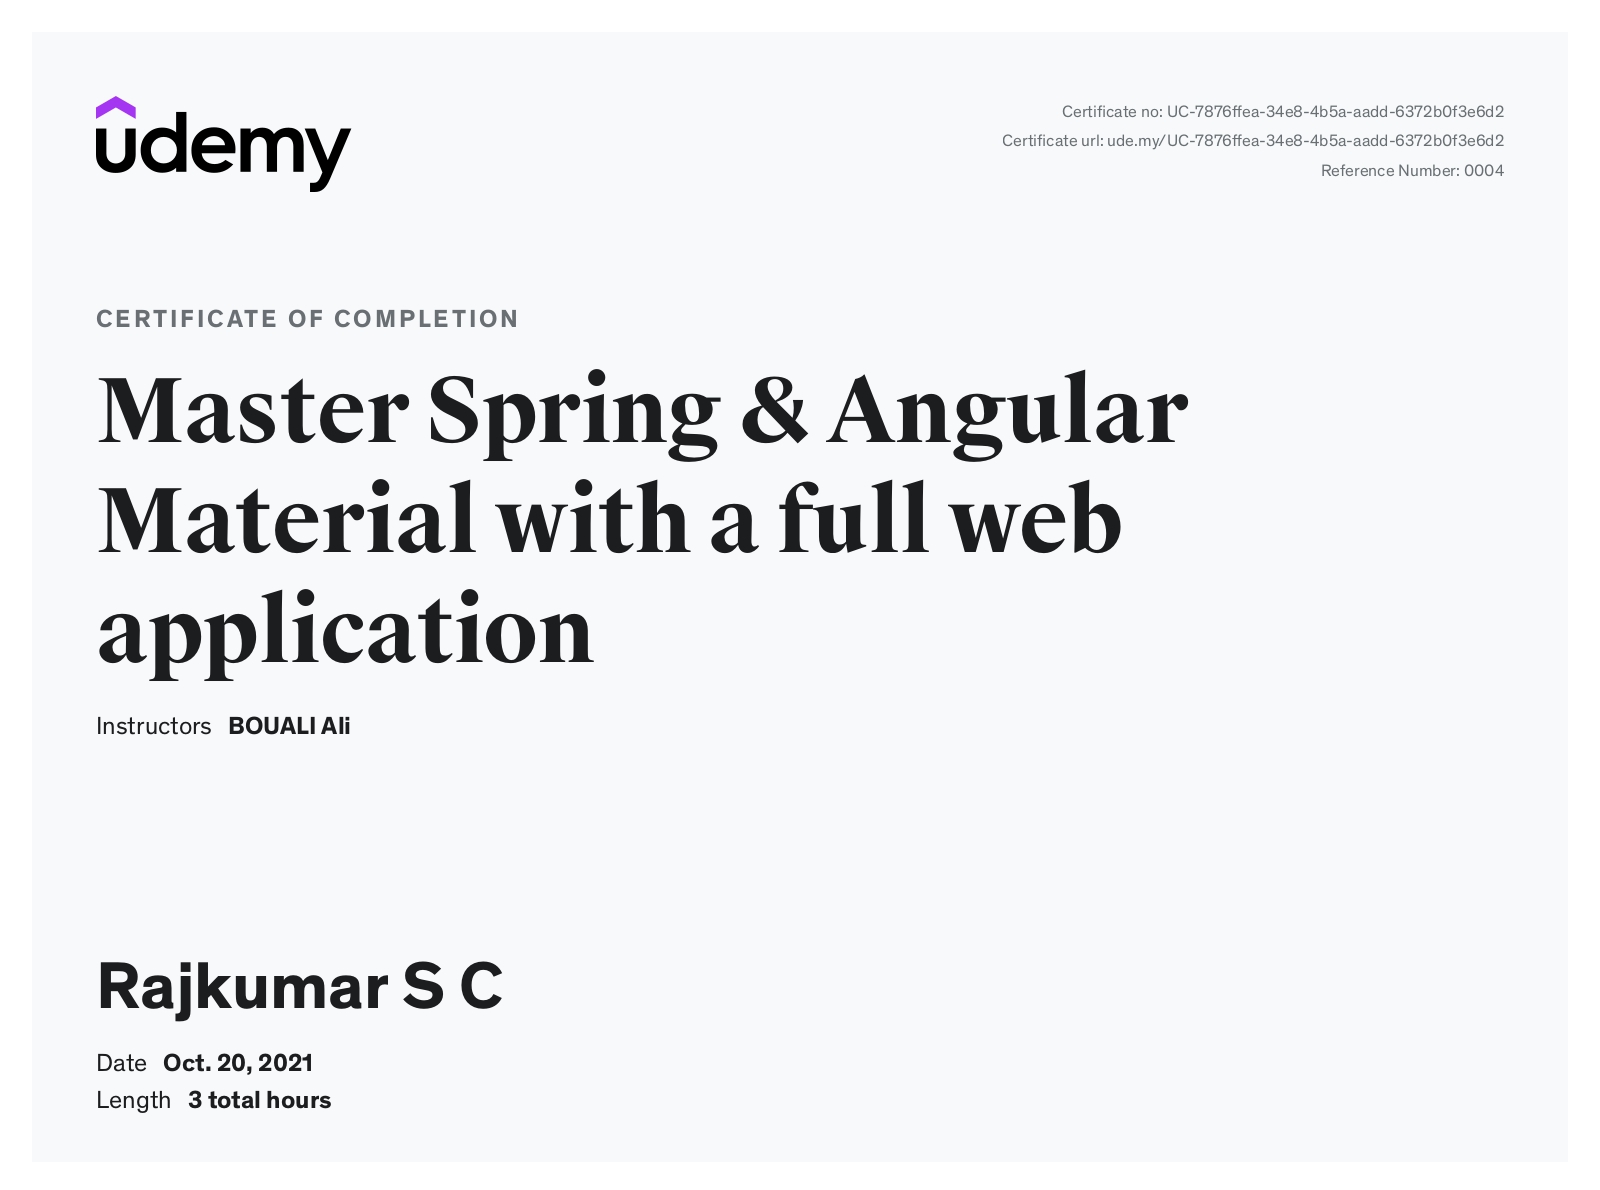 udemy
Certificate no: UC-7876ffea-34e8-4b5a-aadd-6372b0f3e6d2
Certificate url: ude.my/UC-7876ffea-34e8-4b5a-aadd-6372b0f3e6d2
Reference Number: 0004
CERTIFICATE OF COMPLETION
Master Spring & Angular
Material with a full web
application
Instructors BOUALI Ali
Rajkumar S C
Date Oct. 20, 2021
Length 3 total hours